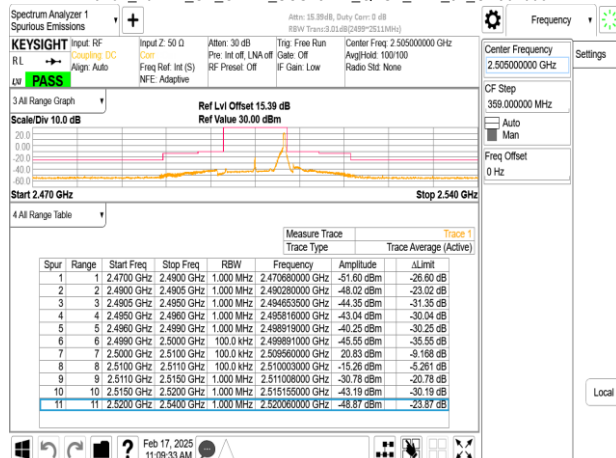 Spectrum Analyzer 1
Spurious Emissions
Attn: 15.39dB, Duty Corr: 0 dB
RBW Trans:3.01dB(2499~2511MHz)
Frequency
KEYSIGHT
RL
PASS
Input: RF
Coupling: DC
Align: Auto
Input Z: 50 Ω
Corr
Freq Ref: Int (S)
NFE: Adaptive
Atten: 30 dB
Pre: Int off, LNA off
RF Preset: Off
Trig: Free Run
Gate: Off
IF Gain: Low
Center Freq: 2.505000000 GHz
Avg|Hold: 100/100
Radio Std: None
Center Frequency
2.505000000 GHz
Settings
CF Step
359.000000 MHz
Auto
Man
Freq Offset
0 Hz
3 All Range Graph
Scale/Div 10.0 dB
Ref Lvl Offset 15.39 dB
Ref Value 30.00 dBm
20.0
0.00
-20.0
-40.0
-60.0
Start 2.470 GHz
Stop 2.540 GHz
4 All Range Table
Measure Trace Trace 1
Trace Type Trace Average (Active)
Spur Range Start Freq Stop Freq RBW Frequency Amplitude ΔLimit
1 1 2.4700 GHz 2.4900 GHz 1.000 MHz 2.470680000 GHz -51.60 dBm -26.60 dB
2 2 2.4900 GHz 2.4905 GHz 1.000 MHz 2.490280000 GHz -48.02 dBm -23.02 dB
3 3 2.4905 GHz 2.4950 GHz 1.000 MHz 2.494653500 GHz -44.35 dBm -31.35 dB
4 4 2.4950 GHz 2.4960 GHz 1.000 MHz 2.495816000 GHz -43.04 dBm -30.04 dB
5 5 2.4960 GHz 2.4990 GHz 1.000 MHz 2.498919000 GHz -40.25 dBm -30.25 dB
6 6 2.4990 GHz 2.5000 GHz 100.0 kHz 2.499891000 GHz -45.55 dBm -35.55 dB
7 7 2.5000 GHz 2.5100 GHz 100.0 kHz 2.509560000 GHz 20.83 dBm -9.168 dB
8 8 2.5100 GHz 2.5110 GHz 100.0 kHz 2.510003000 GHz -15.26 dBm -5.261 dB
9 9 2.5110 GHz 2.5150 GHz 1.000 MHz 2.511008000 GHz -30.78 dBm -20.78 dB
10 10 2.5150 GHz 2.5200 GHz 1.000 MHz 2.515155000 GHz -43.19 dBm -30.19 dB
11 11 2.5200 GHz 2.5400 GHz 1.000 MHz 2.520060000 GHz -48.87 dBm -23.87 dB
Local
Feb 17, 2025
11:09:33 AM